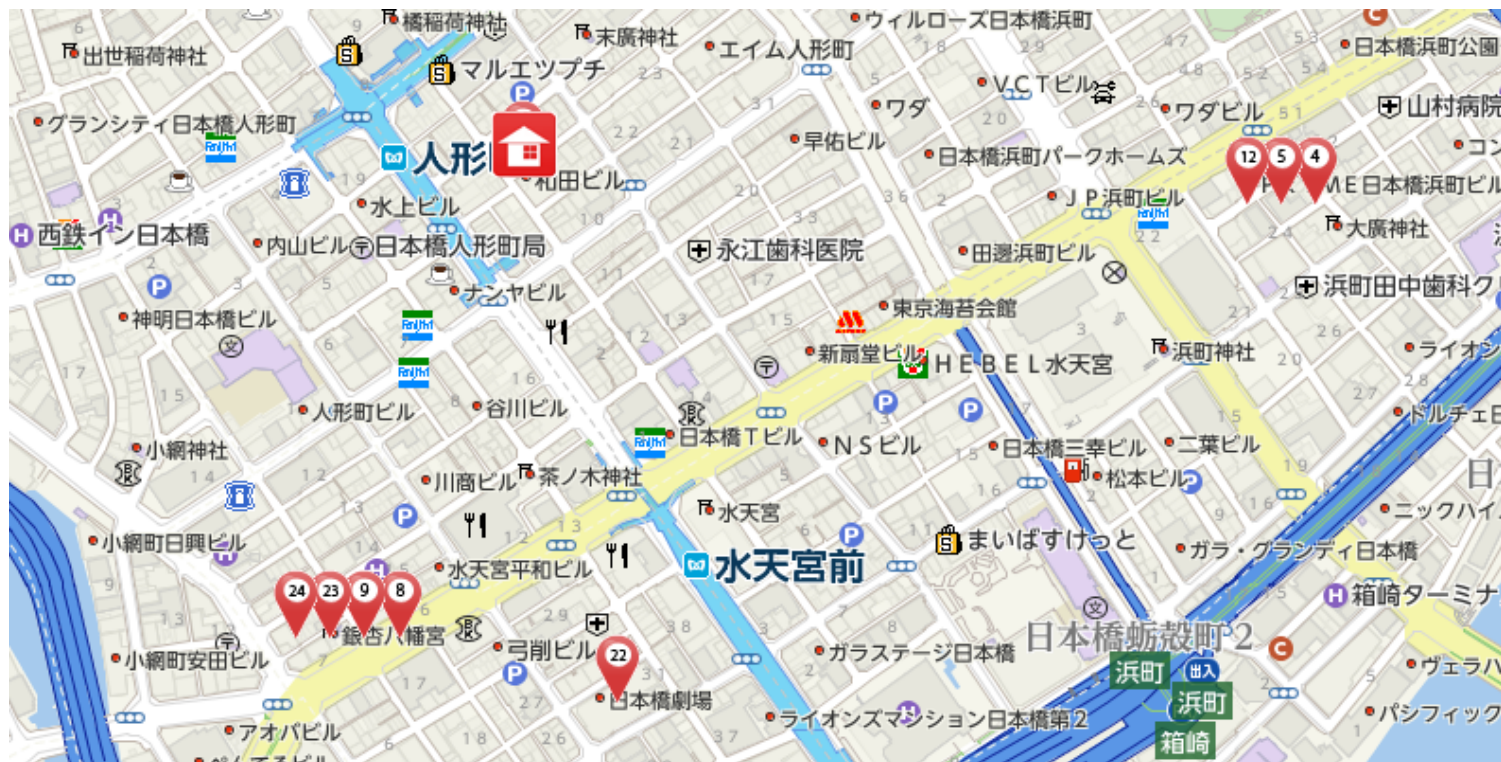 橘稲荷神社
末廣神社
ウィルローズ日本橋浜町
出世稲荷神社
エイム人形町
日本橋浜町公園
マルエツプチ
VCTビル
ワダ
ワダビル
山村病院
グランシティ日本橋人形町
早佑ビル
日本橋浜町パークホームズ
人形
和田ビル
12
5
4
ME日本橋浜町ビル
水上ビル
JP浜町ビル
大廣神社
西鉄イン日本橋
内山ビル
日本橋人形町局
永江歯科医院
田邊浜町ビル
浜町田中歯科ク
ナンヤビル
東京海苔会館
神明日本橋ビル
新扇堂ビル
HEBEL水天宮
浜町神社
ライオン
人形町ビル
谷川ビル
日本橋Tビル
NSビル
日本橋三幸ビル
二葉ビル
ドルチェ日
小網神社
川商ビル
茶ノ木神社
松本ビル
水天宮
ニックハイ
小網町日興ビル
水天宮平和ビル
水天宮前
まいばすけっと
ガラ・グランディ日本橋
24
23
9
8
箱崎ターミナ
銀杏八幡宮
日本橋蛎殻町2
小網町安田ビル
弓削ビル
22
ガラステージ日本橋
浜町
出入
ヴェラハ
日本橋劇場
浜町
アオバビル
ライオンズマンション日本橋第2
パシフィック
箱崎